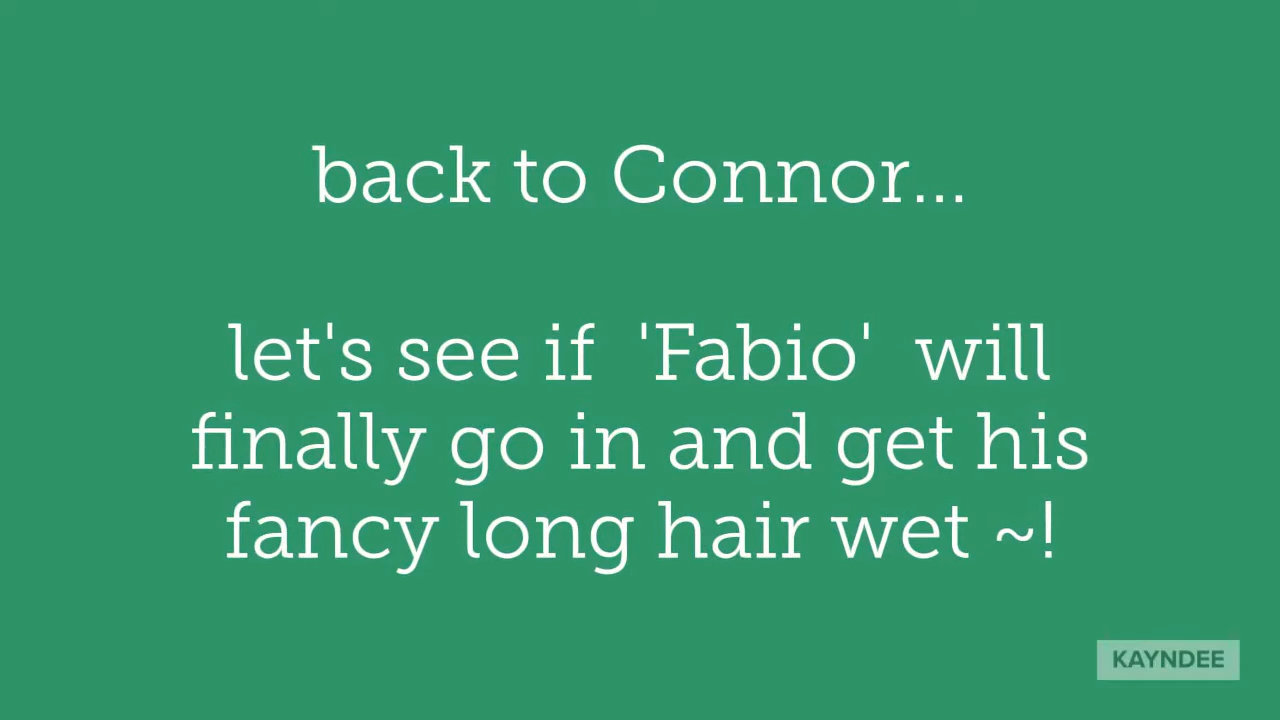 back to Connor...
let's see if 'Fabio' will
finally go in and get his
fancy long hair wet ~!
KAYNDEE